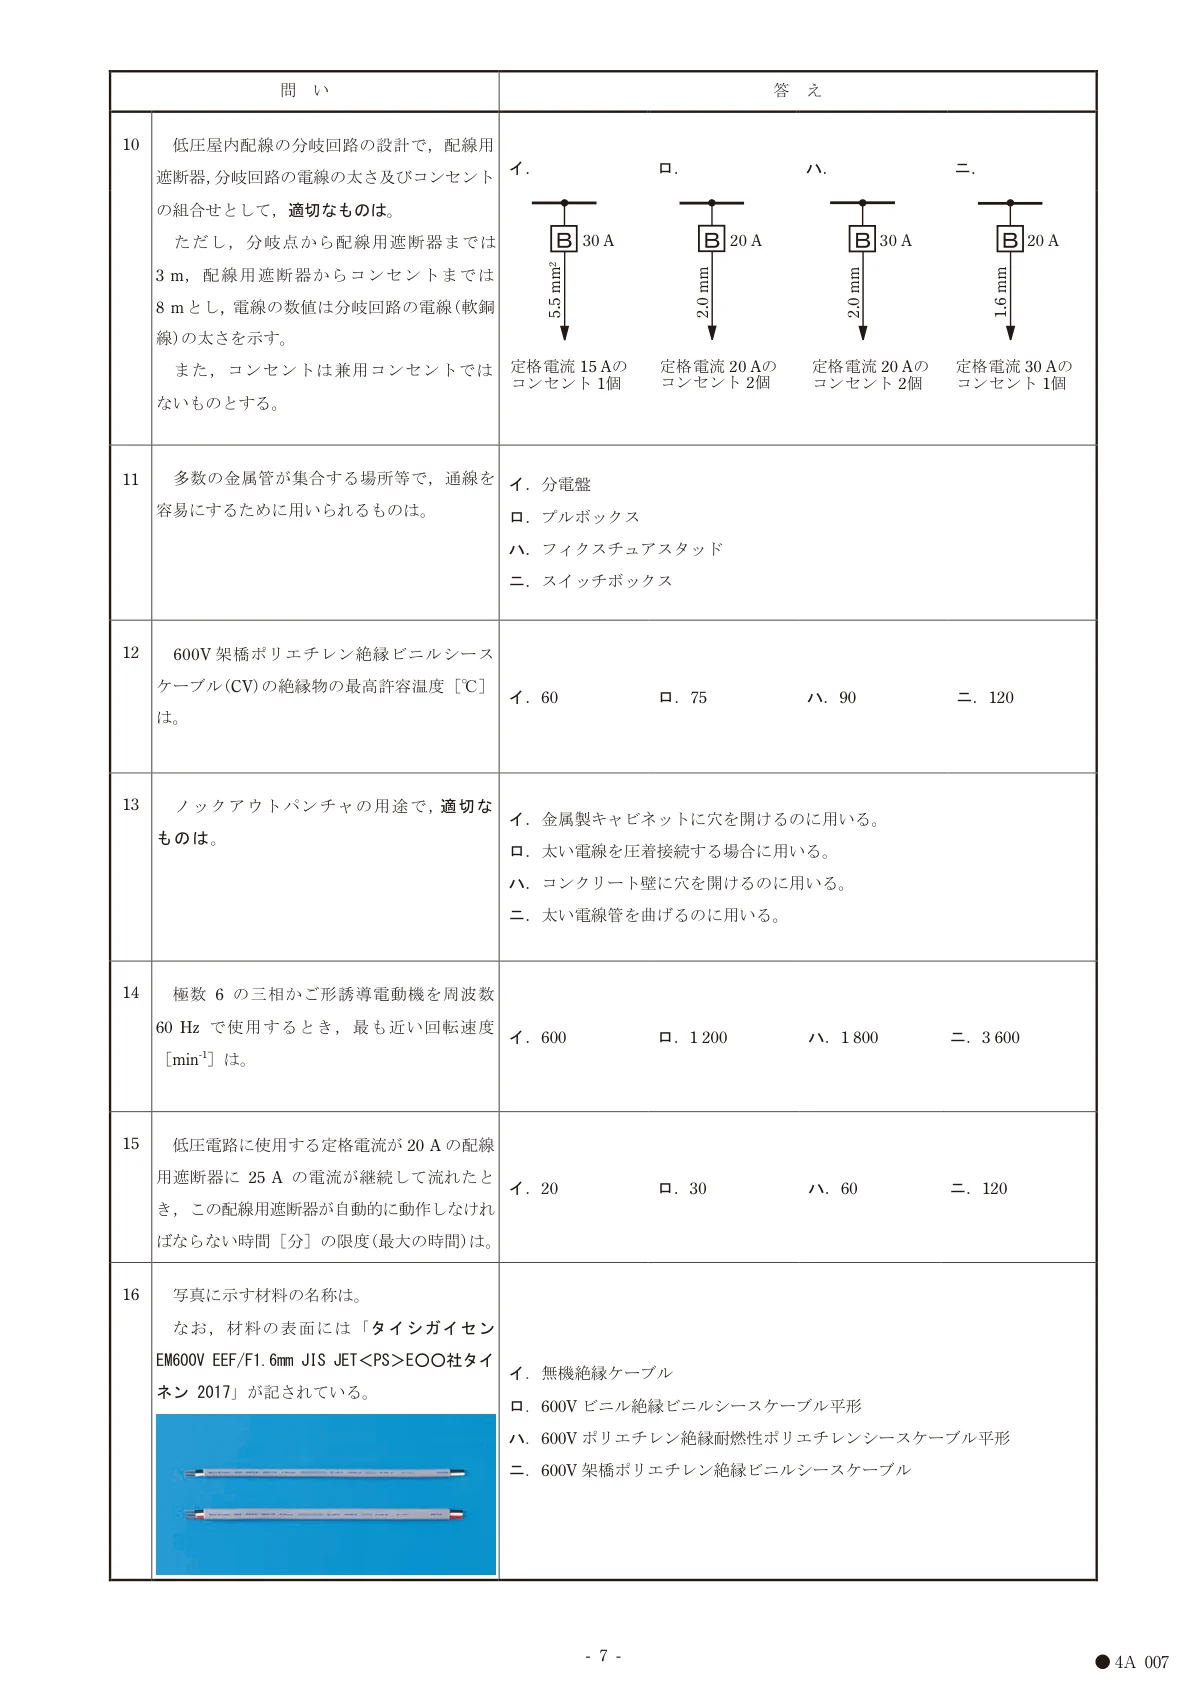 問　い　答　え
10　低圧屋内配線の分岐回路の設計で，配線用
遮断器,分岐回路の電線の太さ及びコンセント
の組合せとして，適切なものは。
ただし，分岐点から配線用遮断器までは
3 m，配線用遮断器からコンセントまでは
8 mとし，電線の数値は分岐回路の電線(軟銅
線)の太さを示す。
また，コンセントは兼用コンセントでは
ないものとする。
イ．　ロ．　ハ．　ニ．
B 30 A　B 20 A　B 30 A　B 20 A
5.5 mm²　2.0 mm　2.0 mm　1.6 mm
定格電流 15 Aの　定格電流 20 Aの　定格電流 20 Aの　定格電流 30 Aの
コンセント 1個　コンセント 2個　コンセント 2個　コンセント 1個
11　多数の金属管が集合する場所等で，通線を
容易にするために用いられるものは。
イ．分電盤
ロ．プルボックス
ハ．フィクスチュアスタッド
ニ．スイッチボックス
12　600V 架橋ポリエチレン絶縁ビニルシース
ケーブル(CV)の絶縁物の最高許容温度［℃］
は。
イ．60　ロ．75　ハ．90　ニ．120
13　ノックアウトパンチャの用途で，適切な
ものは。
イ．金属製キャビネットに穴を開けるのに用いる。
ロ．太い電線を圧着接続する場合に用いる。
ハ．コンクリート壁に穴を開けるのに用いる。
ニ．太い電線管を曲げるのに用いる。
14　極数 6 の三相かご形誘導電動機を周波数
60 Hz で使用するとき，最も近い回転速度
［min⁻¹］は。
イ．600　ロ．1 200　ハ．1 800　ニ．3 600
15　低圧電路に使用する定格電流が 20 A の配線
用遮断器に 25 A の電流が継続して流れたと
き，この配線用遮断器が自動的に動作しなけれ
ばならない時間［分］の限度(最大の時間)は。
イ．20　ロ．30　ハ．60　ニ．120
16　写真に示す材料の名称は。
なお，材料の表面には「タイシガイセン
EM600V EEF/F1.6mm JIS JET＜PS＞E〇〇社タイ
ネン 2017」が記されている。
イ．無機絶縁ケーブル
ロ．600V ビニル絶縁ビニルシースケーブル平形
ハ．600V ポリエチレン絶縁耐燃性ポリエチレンシースケーブル平形
ニ．600V 架橋ポリエチレン絶縁ビニルシースケーブル
- 7 -
●4A 007